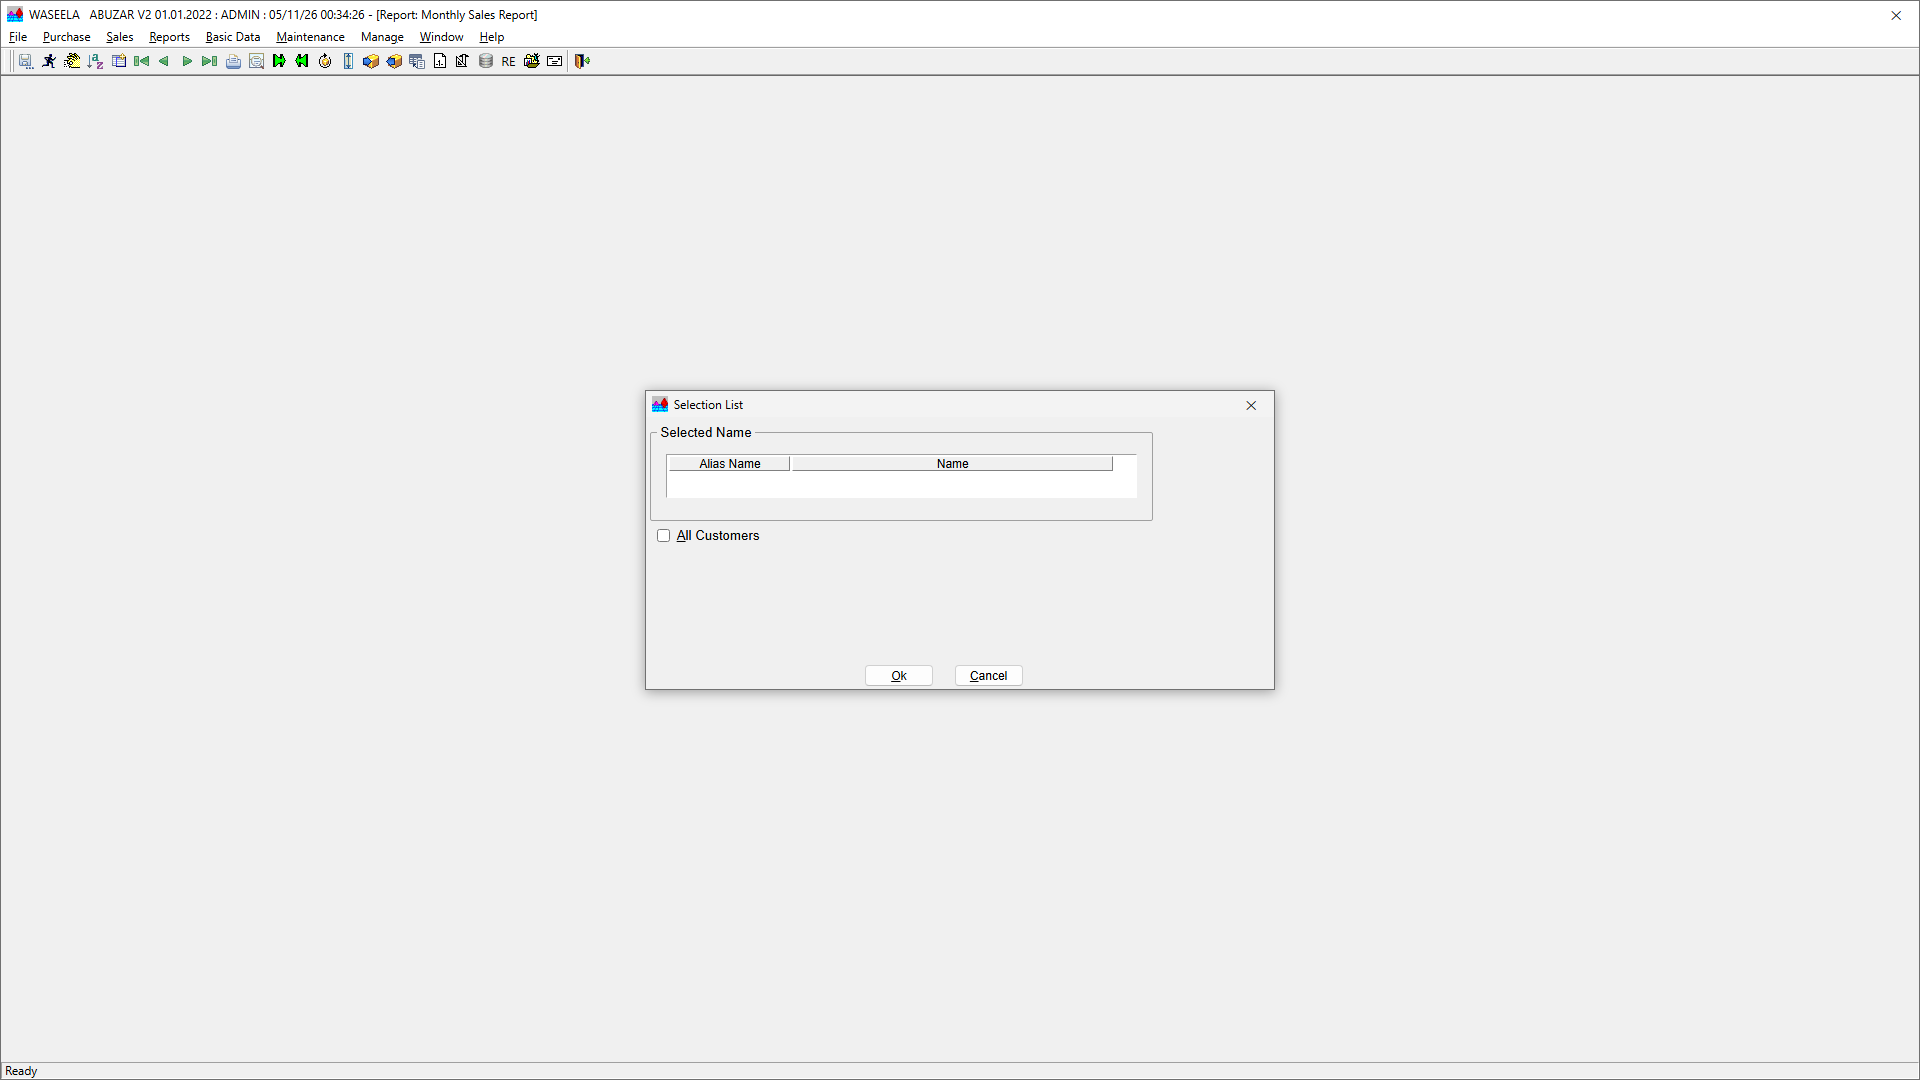 WASEELA   ABUZAR V2 01.01.2022 : ADMIN : 05/11/26 00:34:26 - [Report: Monthly Sales Report]
File Purchase Sales Reports Basic Data Maintenance Manage Window Help
RE
Selection List
Selected Name
Alias Name Name
All Customers
Ok Cancel
Ready